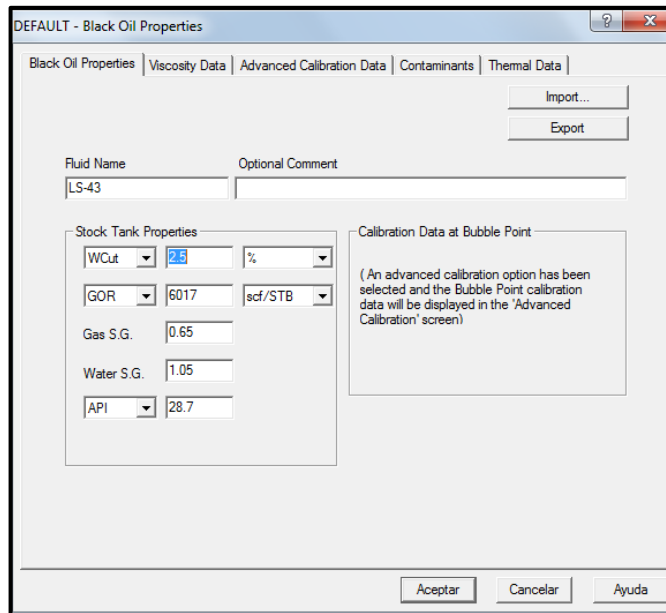 DEFAULT - Black Oil Properties
Black Oil Properties
Viscosity Data
Advanced Calibration Data
Contaminants
Thermal Data
Import...
Export
Fluid Name
Optional Comment
LS-43
Stock Tank Properties
WCut
2.5
%
GOR
6017
scf/STB
Gas S.G.
0.65
Water S.G.
1.05
API
28.7
Calibration Data at Bubble Point
( An advanced calibration option has been
selected and the Bubble Point calibration
data will be displayed in the 'Advanced
Calibration' screen)
Aceptar
Cancelar
Ayuda